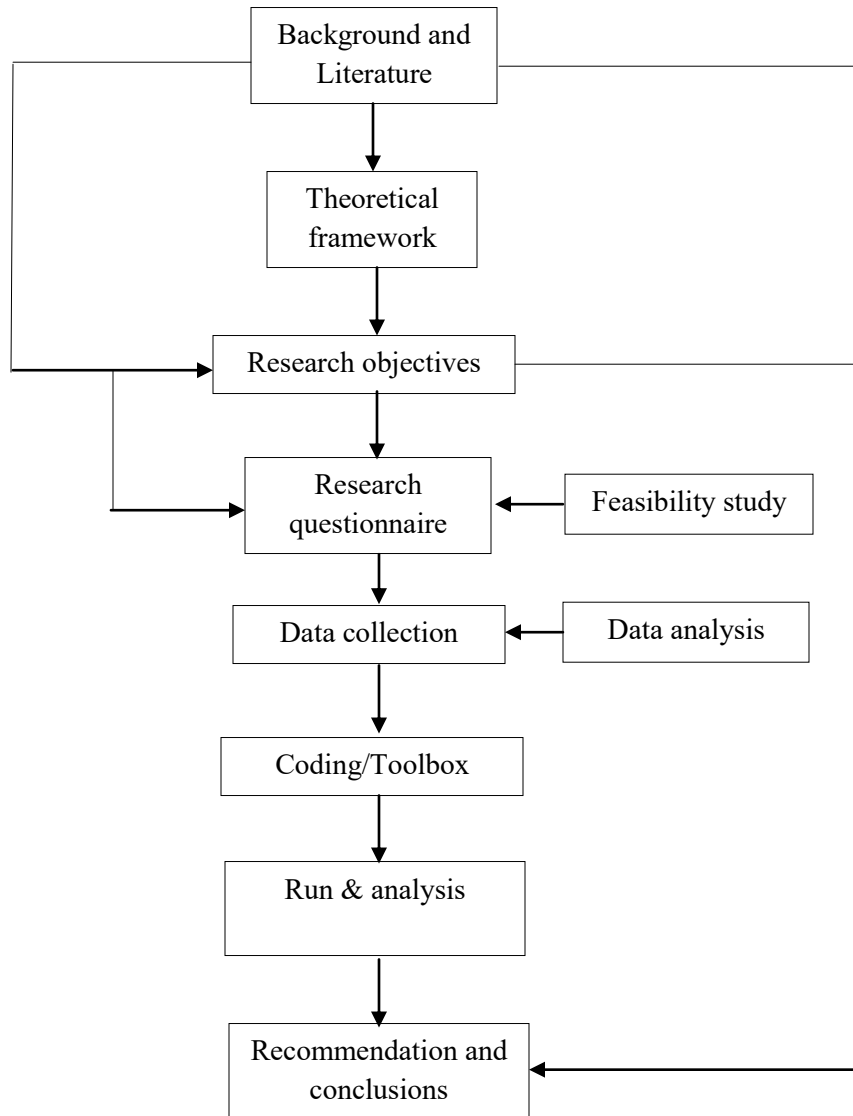 Background and
Literature
Theoretical
framework
Research objectives
Research
questionnaire
Feasibility study
Data collection
Data analysis
Coding/Toolbox
Run & analysis
Recommendation and
conclusions